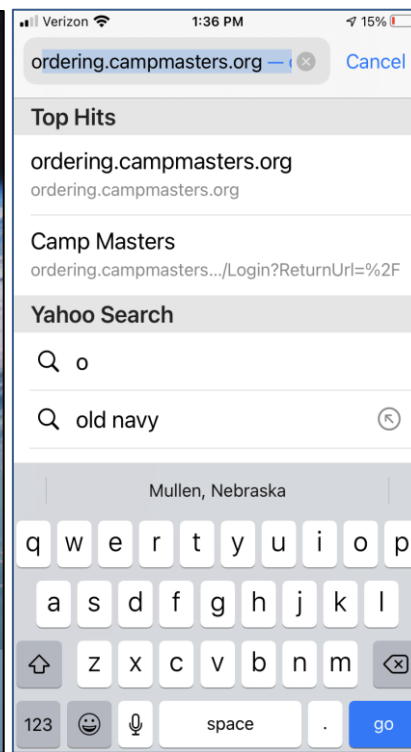 Verizon 1:36 PM 15%
ordering.campmasters.org — Cancel
Top Hits
ordering.campmasters.org
ordering.campmasters.org
Camp Masters
ordering.campmasters.../Login?ReturnUrl=%2F
Yahoo Search
o
old navy
Mullen, Nebraska
q w e r t y u i o p
a s d f g h j k l
z x c v b n m
123 space . go